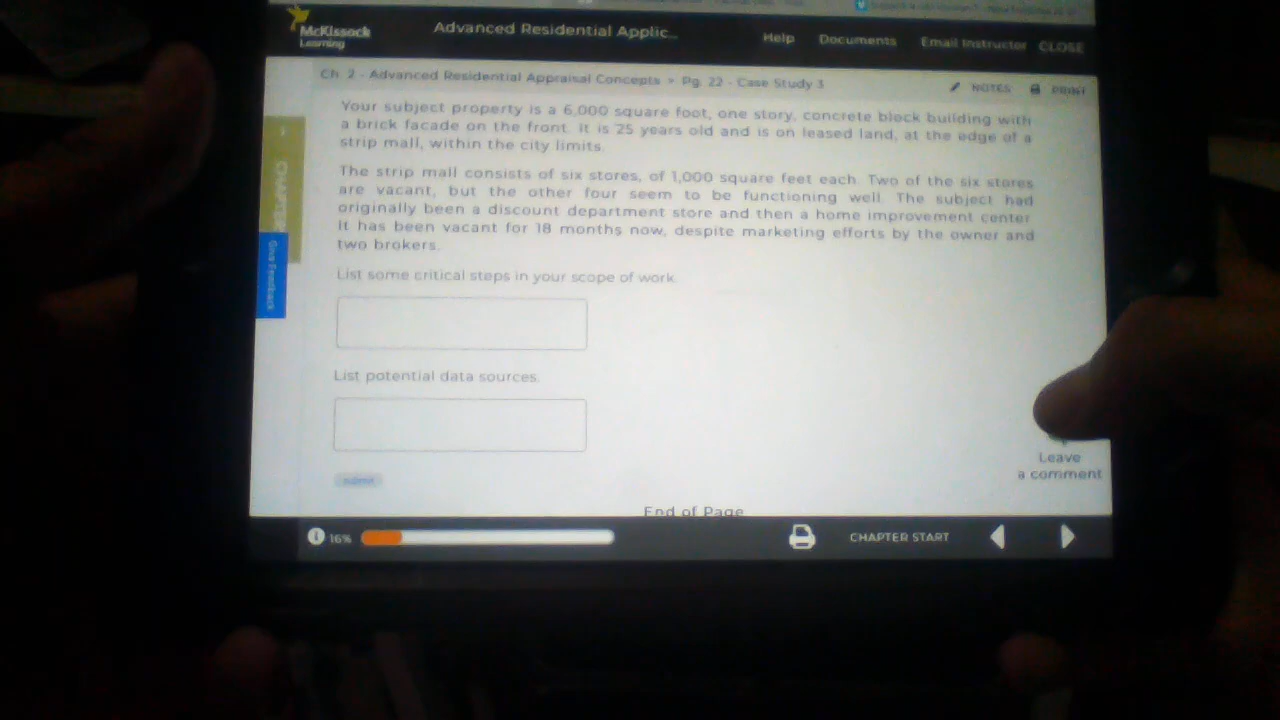 McKissock
Learning
Advanced Residential Applic...
Help Documents Email Instructor CLOSE
Ch. 2 - Advanced Residential Appraisal Concepts > Pg. 22 - Case Study 3
NOTES PRINT
Your subject property is a 6,000 square foot, one story, concrete block building with
a brick facade on the front. It is 25 years old and is on leased land, at the edge of a
strip mall, within the city limits.
The strip mall consists of six stores, of 1,000 square feet each. Two of the six stores
are vacant, but the other four seem to be functioning well. The subject had
originally been a discount department store and then a home improvement center.
It has been vacant for 18 months now, despite marketing efforts by the owner and
two brokers.
CHAPTER
Give Feedback
List some critical steps in your scope of work.
List potential data sources.
submit
Leave
a comment
End of Page
16%
CHAPTER START